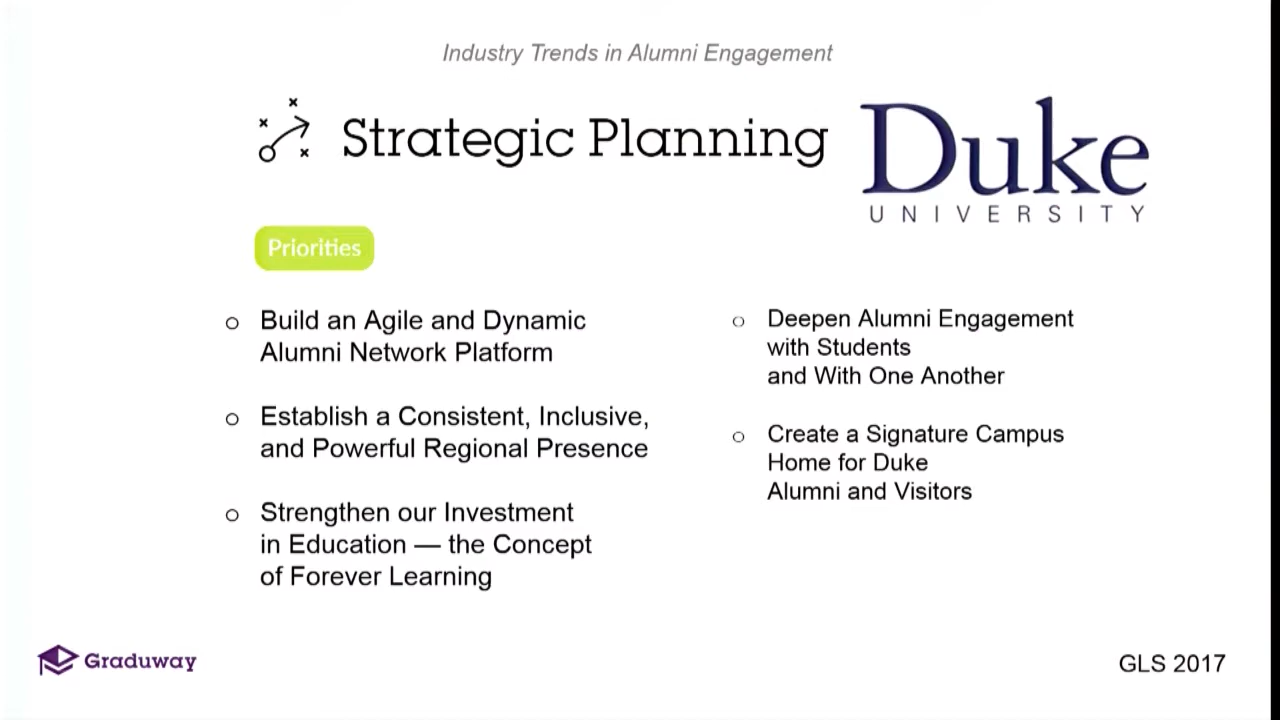 Industry Trends in Alumni Engagement
Strategic Planning
Duke
UNIVERSITY
Priorities
Build an Agile and Dynamic
Alumni Network Platform
Establish a Consistent, Inclusive,
and Powerful Regional Presence
Strengthen our Investment
in Education — the Concept
of Forever Learning
Deepen Alumni Engagement
with Students
and With One Another
Create a Signature Campus
Home for Duke
Alumni and Visitors
Graduway
GLS 2017